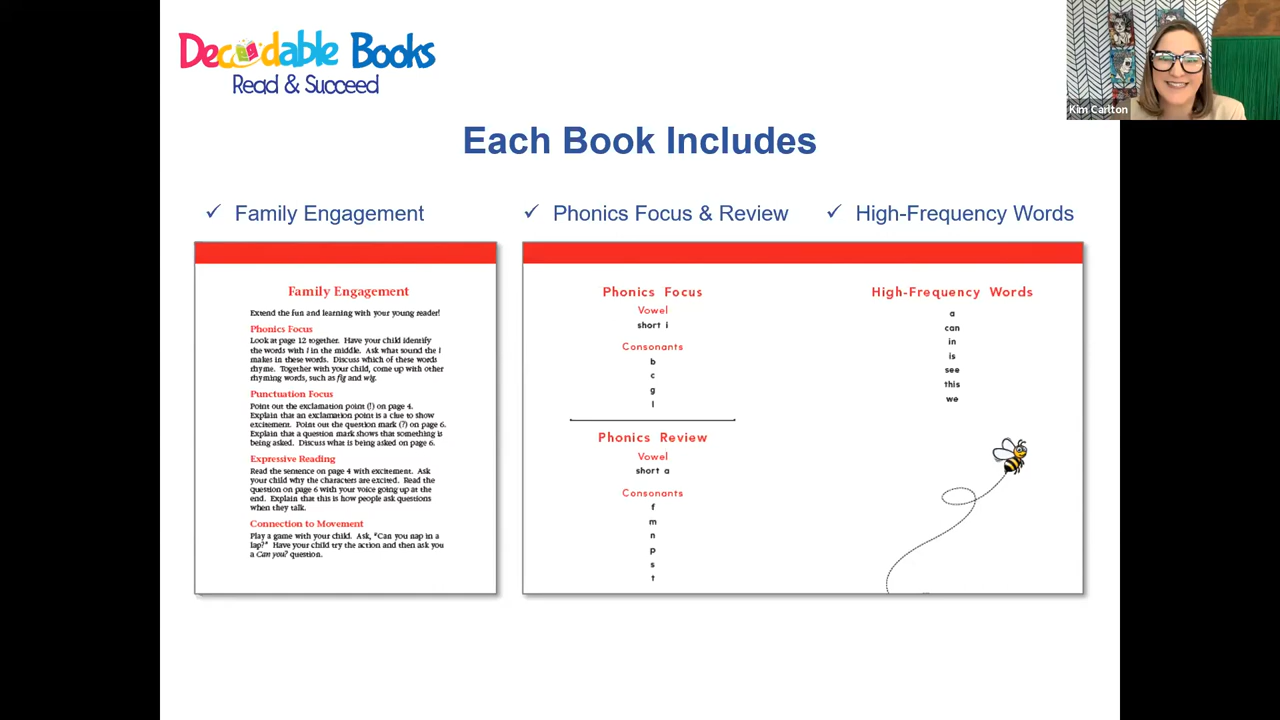 Decodable Books
Read & Succeed
Kim Carlton
Each Book Includes
✓ Family Engagement
✓ Phonics Focus & Review
✓ High-Frequency Words
Family Engagement
Extend the fun and learning with your young reader!
Phonics Focus
Look at page 12 together. Have your child identify
the words with i in the middle. Ask what sound the i
makes in these words. Discuss which of these words
rhyme. Together with your child, come up with other
rhyming words, such as fig and wig.
Punctuation Focus
Point out the exclamation point (!) on page 4.
Explain that an exclamation point is a clue to show
excitement. Point out the question mark (?) on page 6.
Explain that a question mark shows that something is
being asked. Discuss what is being asked on page 6.
Expressive Reading
Read the sentence on page 4 with excitement. Ask
your child why the characters are excited. Read the
question on page 6 with your voice going up at the
end. Explain that this is how people ask questions
when they talk.
Connection to Movement
Play a game with your child. Ask, "Can you nap in a
lap?" Have your child try the action and then ask you
a Can you? question.
Phonics Focus
Vowel
short i
Consonants
b
c
g
l
Phonics Review
Vowel
short a
Consonants
f
m
n
p
s
t
High-Frequency Words
a
can
in
is
see
this
we